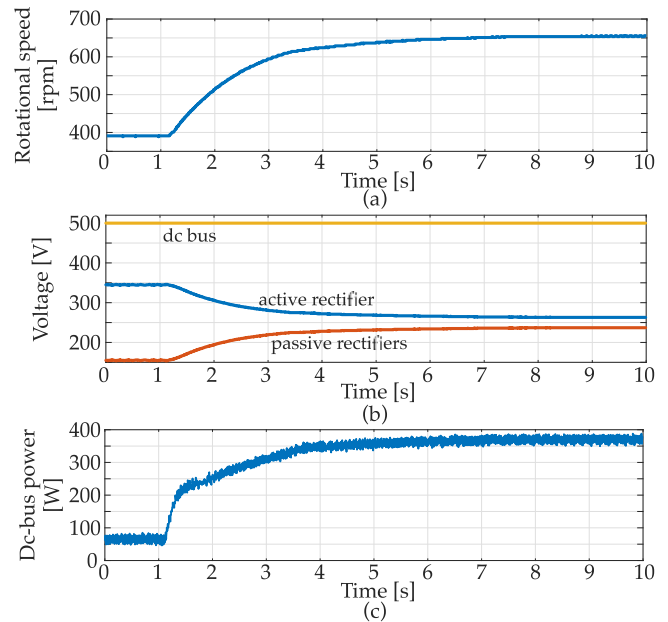 Rotational speed
[rpm]
700
600
500
400
0 1 2 3 4 5 6 7 8 9 10
Time [s]
(a)
Voltage [V]
500
400
300
200
dc bus
active rectifier
passive rectifiers
0 1 2 3 4 5 6 7 8 9 10
Time [s]
(b)
Dc-bus power
[W]
400
300
200
100
0
0 1 2 3 4 5 6 7 8 9 10
Time [s]
(c)